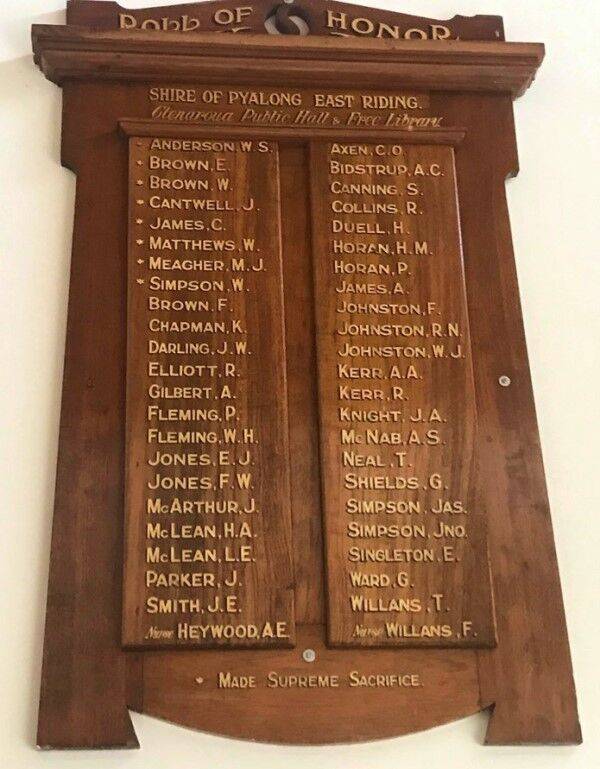 ROLL OF HONOR
SHIRE OF PYALONG EAST RIDING.
Glenaroua Public Hall & Free Library
* ANDERSON, W. S.
* BROWN, E.
* BROWN, W.
* CANTWELL, J.
* JAMES, C.
* MATTHEWS, W.
* MEAGHER, M. J.
* SIMPSON, W.
BROWN, F.
CHAPMAN, K.
DARLING, J. W.
ELLIOTT, R.
GILBERT, A.
FLEMING, P.
FLEMING, W. H.
JONES, E. J.
JONES, F. W.
McARTHUR, J.
McLEAN, H.A.
McLEAN, L.E.
PARKER, J.
SMITH, J. E.
Nurse HEYWOOD, A.E.
AXEN, C. O.
BIDSTRUP, A.C.
CANNING, S.
COLLINS, R.
DUELL, H.
HORAN, H.M.
HORAN, P.
JAMES, A.
JOHNSTON, F.
JOHNSTON, R.N.
JOHNSTON, W.J.
KERR, A.A.
KERR, R.
KNIGHT, J. A.
McNAB, A.S.
NEAL, T.
SHIELDS, G.
SIMPSON, JAS.
SIMPSON, JNO.
SINGLETON, E.
WARD, G.
WILLANS, T.
Nurse WILLANS, F.
* MADE SUPREME SACRIFICE.